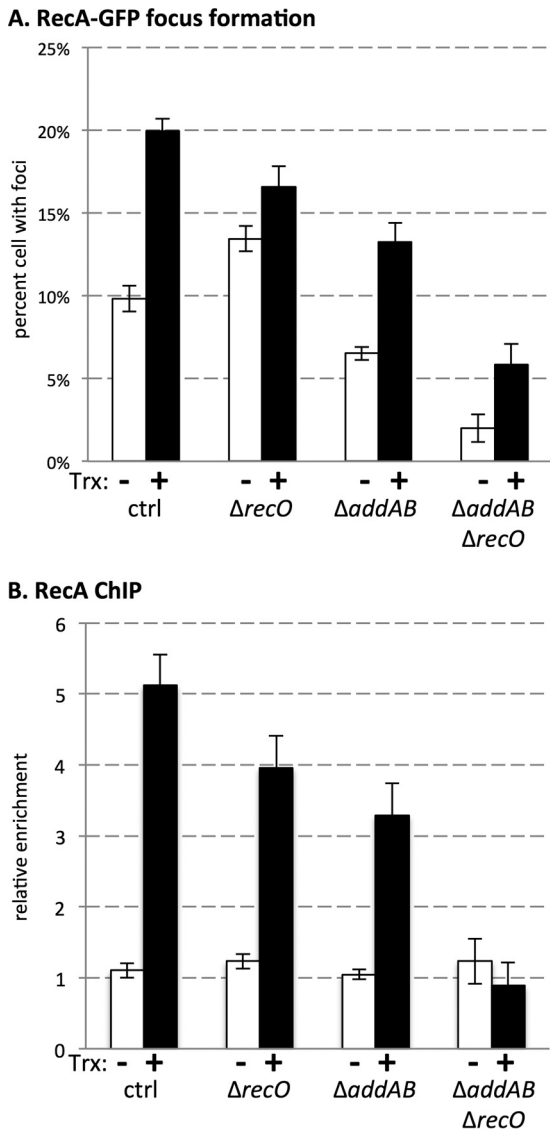 A. RecA-GFP focus formation
percent cell with foci
25%
20%
15%
10%
5%
0%
Trx: - + - + - + - +
ctrl ΔrecO ΔaddAB ΔaddAB
ΔrecO
B. RecA ChIP
relative enrichment
6
5
4
3
2
1
0
Trx: - + - + - + - +
ctrl ΔrecO ΔaddAB ΔaddAB
ΔrecO